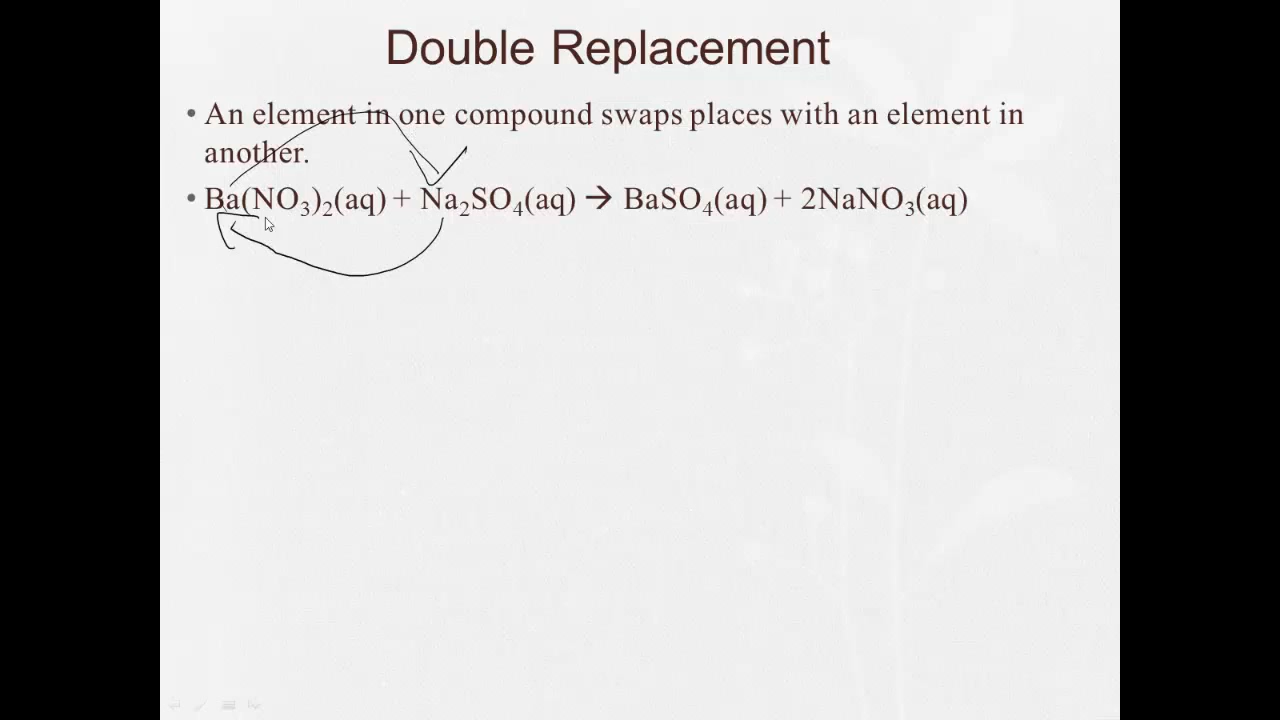 Double Replacement
• An element in one compound swaps places with an element in
another.
• Ba(NO₃)₂(aq) + Na₂SO₄(aq) → BaSO₄(aq) + 2NaNO₃(aq)